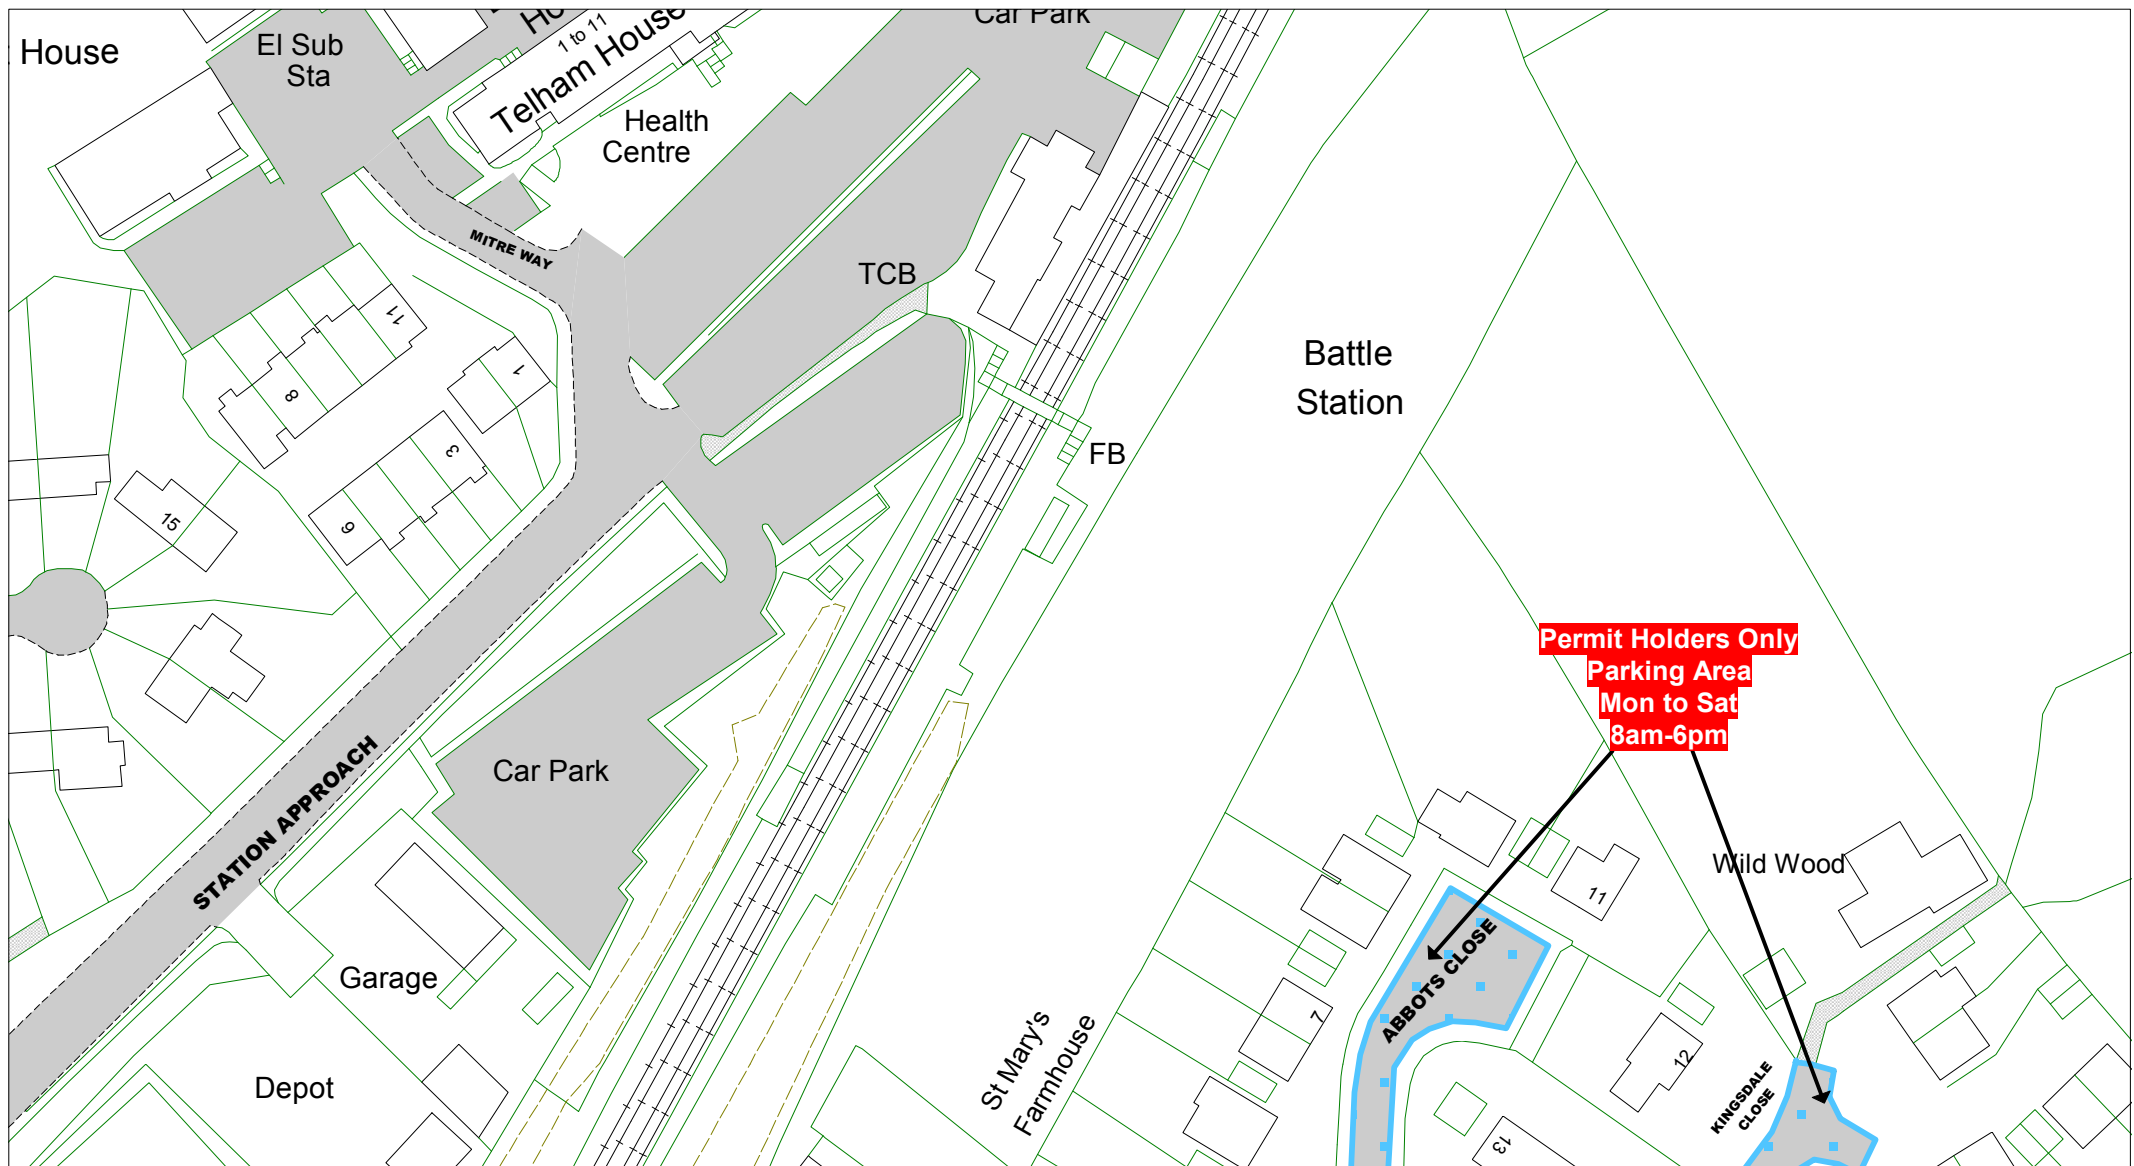 Car Park
1 to 11
House
El Sub
Sta
Telham House
Health
Centre
MITRE WAY
TCB
11
8
1
3
6
15
Battle
Station
FB
Permit Holders Only
Parking Area
Mon to Sat
8am-6pm
STATION APPROACH
Car Park
Wild Wood
11
ABBOTS CLOSE
Garage
7
St Mary's
Farmhouse
12
KINGSDALE
CLOSE
Depot
13